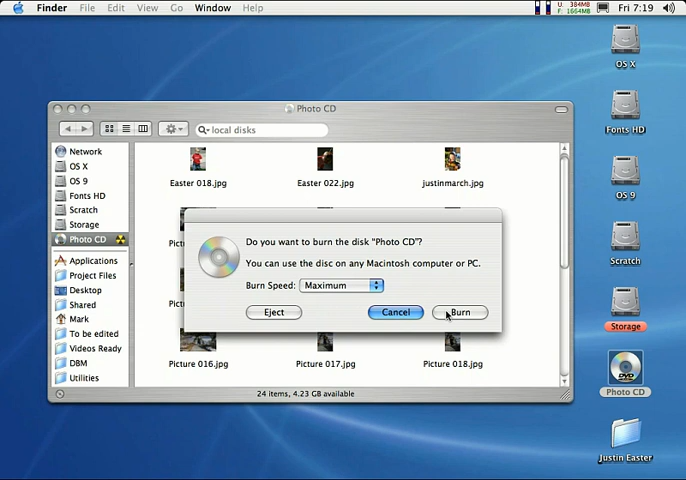 Finder File Edit View Go Window Help
U: 384MB
F: 1664MB
Fri 7:19
OS X
Fonts HD
OS 9
Scratch
Storage
Photo CD
Justin Easter
Photo CD
local disks
Network
OS X
OS 9
Fonts HD
Scratch
Storage
Photo CD
Applications
Project Files
Desktop
Shared
Mark
To be edited
Videos Ready
DBM
Utilities
Easter 018.jpg Easter 022.jpg justinmarch.jpg
Pict
Pict
Picture 016.jpg Picture 017.jpg Picture 018.jpg
24 items, 4.23 GB available
Do you want to burn the disk "Photo CD"?
You can use the disc on any Macintosh computer or PC.
Burn Speed: Maximum
Eject Cancel Burn
DVD